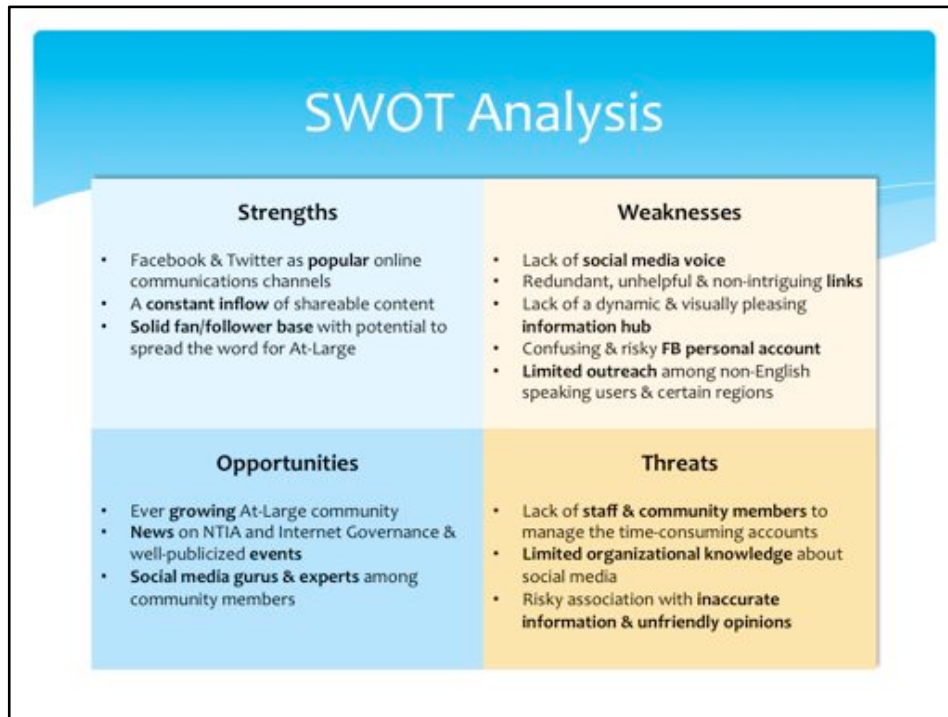 SWOT Analysis
Strengths
• Facebook & Twitter as popular online
communications channels
• A constant inflow of shareable content
• Solid fan/follower base with potential to
spread the word for At-Large
Weaknesses
• Lack of social media voice
• Redundant, unhelpful & non-intriguing links
• Lack of a dynamic & visually pleasing
information hub
• Confusing & risky FB personal account
• Limited outreach among non-English
speaking users & certain regions
Opportunities
• Ever growing At-Large community
• News on NTIA and Internet Governance &
well-publicized events
• Social media gurus & experts among
community members
Threats
• Lack of staff & community members to
manage the time-consuming accounts
• Limited organizational knowledge about
social media
• Risky association with inaccurate
information & unfriendly opinions